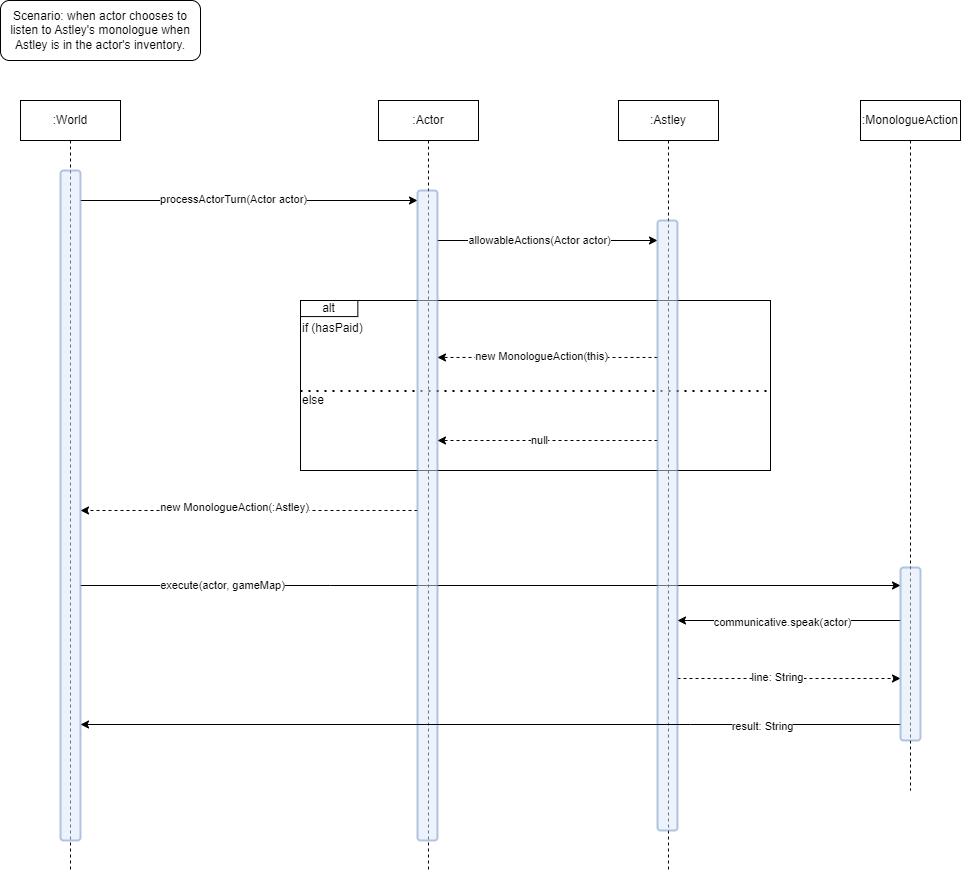 Scenario: when actor chooses to
listen to Astley's monologue when
Astley is in the actor's inventory.
:World
:Actor
:Astley
:MonologueAction
processActorTurn(Actor actor)
allowableActions(Actor actor)
alt
if (hasPaid)
new MonologueAction(this)
else
null
new MonologueAction(:Astley)
execute(actor, gameMap)
communicative.speak(actor)
line: String
result: String